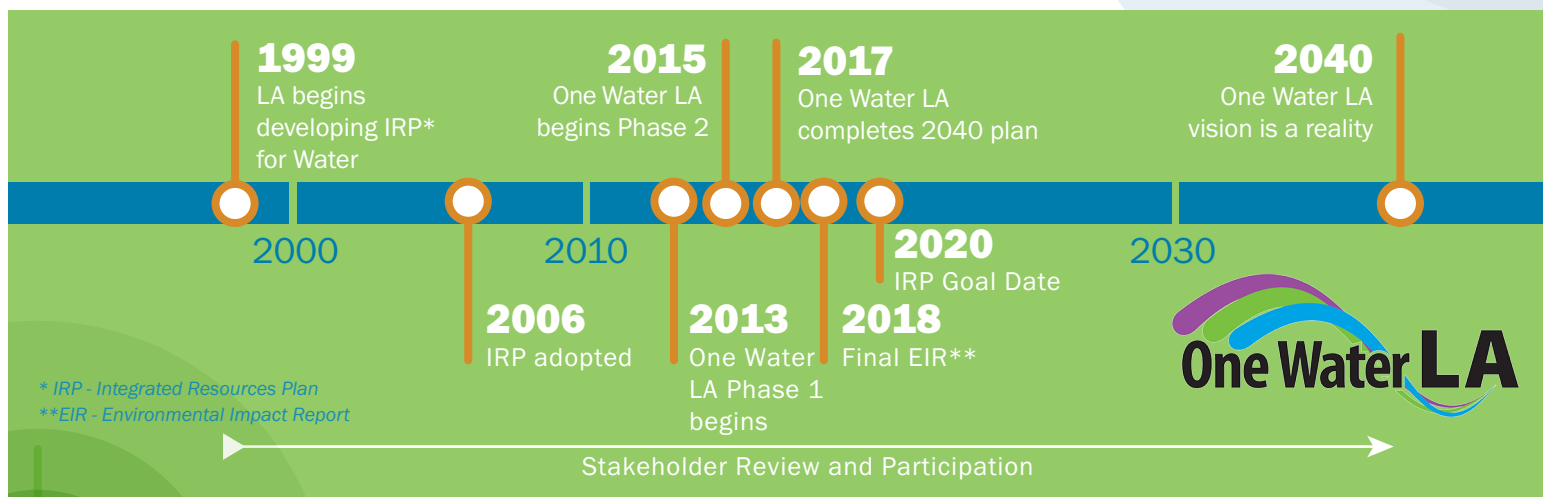 1999
LA begins
developing IRP*
for Water
2015
One Water LA
begins Phase 2
2017
One Water LA
completes 2040 plan
2040
One Water LA
vision is a reality
2000
2010
2030
2006
IRP adopted
2013
One Water
LA Phase 1
begins
2018
Final EIR**
2020
IRP Goal Date
One Water LA
* IRP - Integrated Resources Plan
**EIR - Environmental Impact Report
Stakeholder Review and Participation